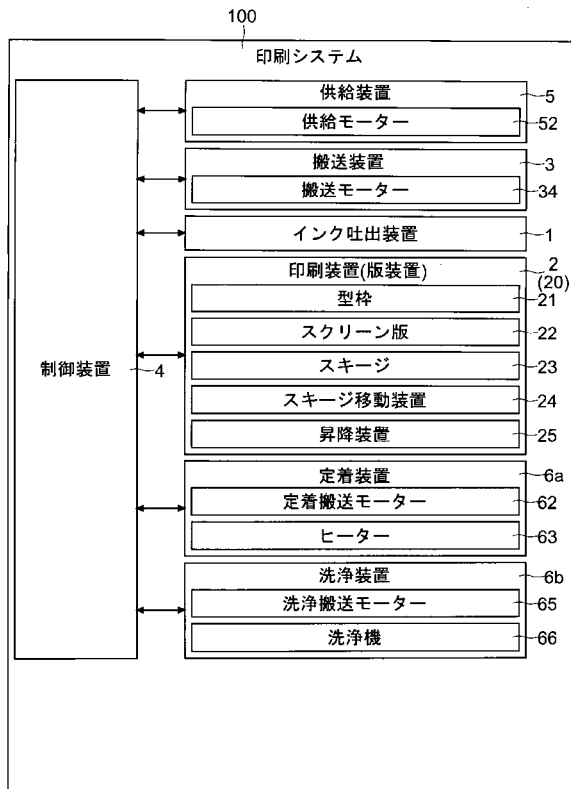 100
印刷システム
供給装置
5
供給モーター
52
搬送装置
3
搬送モーター
34
インク吐出装置
1
印刷装置(版装置)
2
(20)
型枠
21
スクリーン版
22
制御装置
4
スキージ
23
スキージ移動装置
24
昇降装置
25
定着装置
6a
定着搬送モーター
62
ヒーター
63
洗浄装置
6b
洗浄搬送モーター
65
洗浄機
66